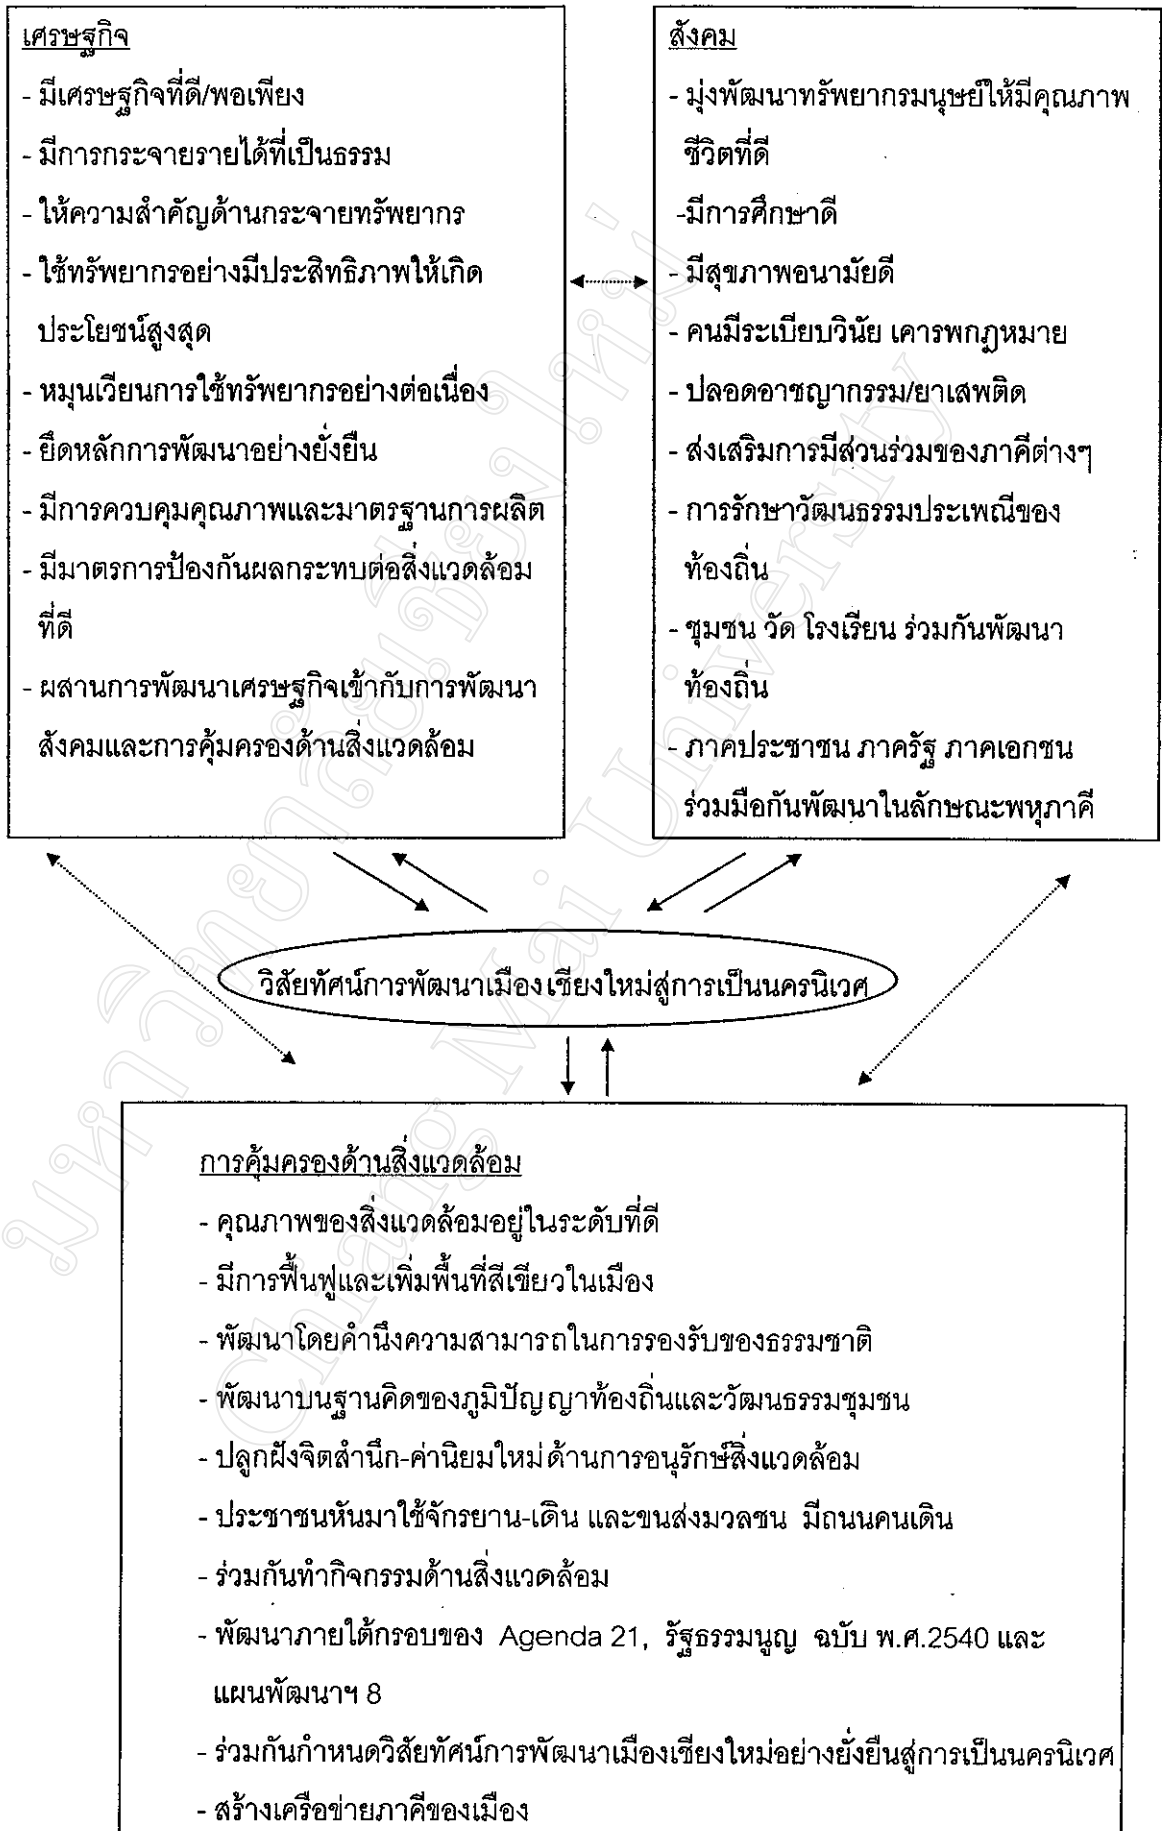 เศรษฐกิจ
- มีเศรษฐกิจที่ดี/พอเพียง
- มีการกระจายรายได้ที่เป็นธรรม
- ให้ความสำคัญด้านกระจายทรัพยากร
- ใช้ทรัพยากรอย่างมีประสิทธิภาพให้เกิด
ประโยชน์สูงสุด
- หมุนเวียนการใช้ทรัพยากรอย่างต่อเนื่อง
- ยึดหลักการพัฒนาอย่างยั่งยืน
- มีการควบคุมคุณภาพและมาตรฐานการผลิต
- มีมาตรการป้องกันผลกระทบต่อสิ่งแวดล้อม
ที่ดี
- ผสานการพัฒนาเศรษฐกิจเข้ากับการพัฒนา
สังคมและการคุ้มครองด้านสิ่งแวดล้อม
สังคม
- มุ่งพัฒนาทรัพยากรมนุษย์ให้มีคุณภาพ
ชีวิตที่ดี
-มีการศึกษาดี
- มีสุขภาพอนามัยดี
- คนมีระเบียบวินัย เคารพกฎหมาย
- ปลอดอาชญากรรม/ยาเสพติด
- ส่งเสริมการมีส่วนร่วมของภาคีต่างๆ
- การรักษาวัฒนธรรมประเพณีของ
ท้องถิ่น
- ชุมชน วัด โรงเรียน ร่วมกันพัฒนา
ท้องถิ่น
- ภาคประชาชน ภาครัฐ ภาคเอกชน
ร่วมมือกันพัฒนาในลักษณะพหุภาคี
วิสัยทัศน์การพัฒนาเมืองเชียงใหม่สู่การเป็นนครนิเวศ
การคุ้มครองด้านสิ่งแวดล้อม
- คุณภาพของสิ่งแวดล้อมอยู่ในระดับที่ดี
- มีการฟื้นฟูและเพิ่มพื้นที่สีเขียวในเมือง
- พัฒนาโดยคำนึงความสามารถในการรองรับของธรรมชาติ
- พัฒนาบนฐานคิดของภูมิปัญญาท้องถิ่นและวัฒนธรรมชุมชน
- ปลูกฝังจิตสำนึก-ค่านิยมใหม่ด้านการอนุรักษ์สิ่งแวดล้อม
- ประชาชนหันมาใช้จักรยาน-เดิน และขนส่งมวลชน มีถนนคนเดิน
- ร่วมกันทำกิจกรรมด้านสิ่งแวดล้อม
- พัฒนาภายใต้กรอบของ Agenda 21, รัฐธรรมนูญ ฉบับ พ.ศ.2540 และ
แผนพัฒนาฯ 8
- ร่วมกันกำหนดวิสัยทัศน์การพัฒนาเมืองเชียงใหม่อย่างยั่งยืนสู่การเป็นนครนิเวศ
- สร้างเครือข่ายภาคีของเมือง
มหาวิทยาลัยเชียงใหม่
Chiang Mai University